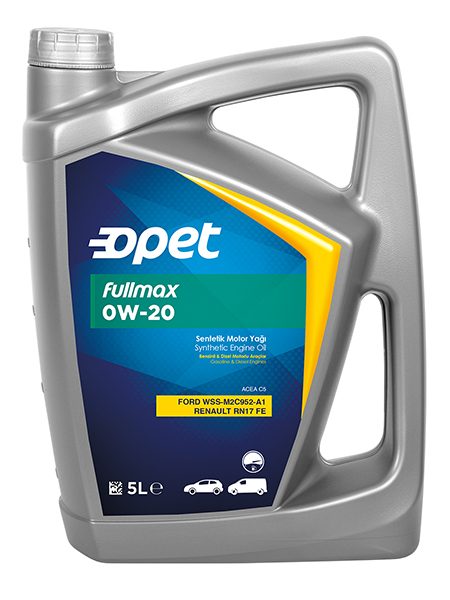 opet
fullmax
0W-20
Sentetik Motor Yağı
Synthetic Engine Oil
Benzinli & Dizel Motorlu Araçlar
Gasoline & Diesel Engines
ACEA C5
FORD WSS-M2C952-A1
RENAULT RN17 FE
5L℮